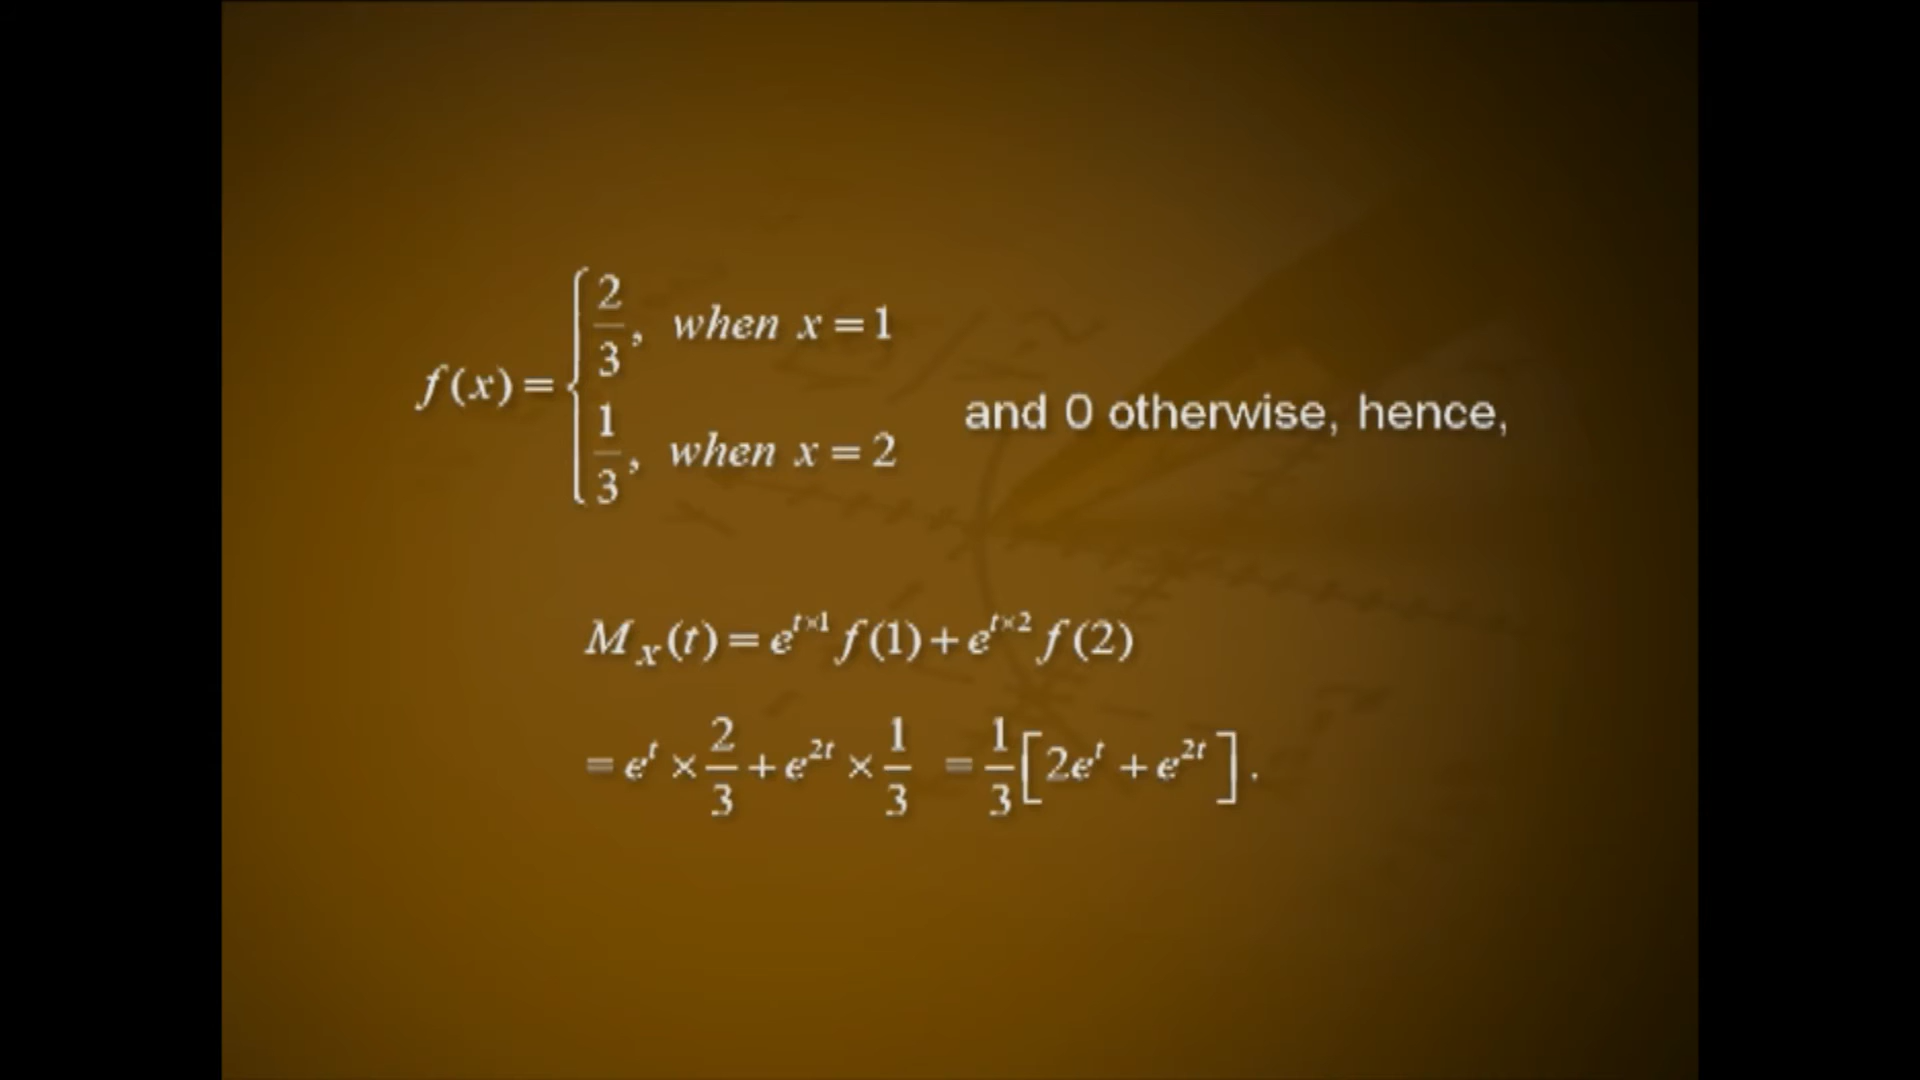 f(x) = { 2/3, when x = 1
1/3, when x = 2
and 0 otherwise, hence,
M_x(t) = e^{t×1} f(1) + e^{t×2} f(2)
= e^t × 2/3 + e^{2t} × 1/3 = 1/3 [2e^t + e^{2t}].